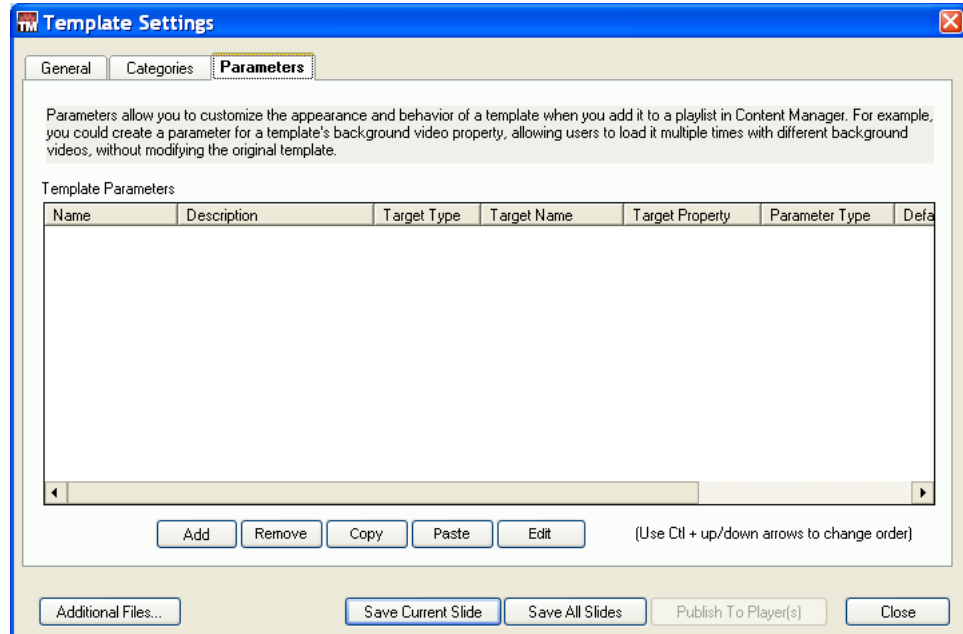 TM Template Settings
General Categories Parameters
Parameters allow you to customize the appearance and behavior of a template when you add it to a playlist in Content Manager. For example,
you could create a parameter for a template's background video property, allowing users to load it multiple times with different background
videos, without modifying the original template.
Template Parameters
Name Description Target Type Target Name Target Property Parameter Type Defa
Add Remove Copy Paste Edit (Use Ctl + up/down arrows to change order)
Additional Files... Save Current Slide Save All Slides Publish To Player(s) Close